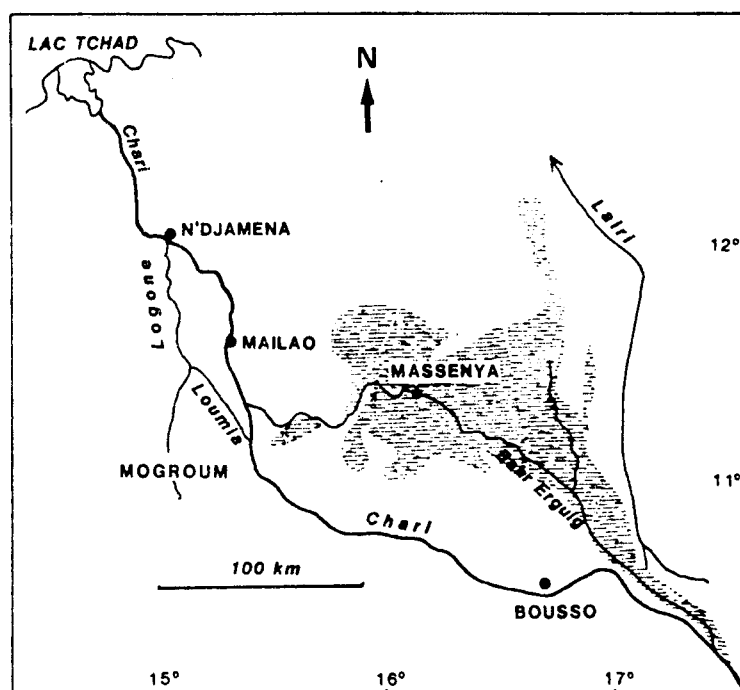 LAC TCHAD
N
Chari
Lairi
N'DJAMENA
12°
Logone
MAILAO
MASSENYA
Loumia
MOGROUM
Bahr Erguig
11°
Chari
100 km
BOUSSO
15°
16°
17°